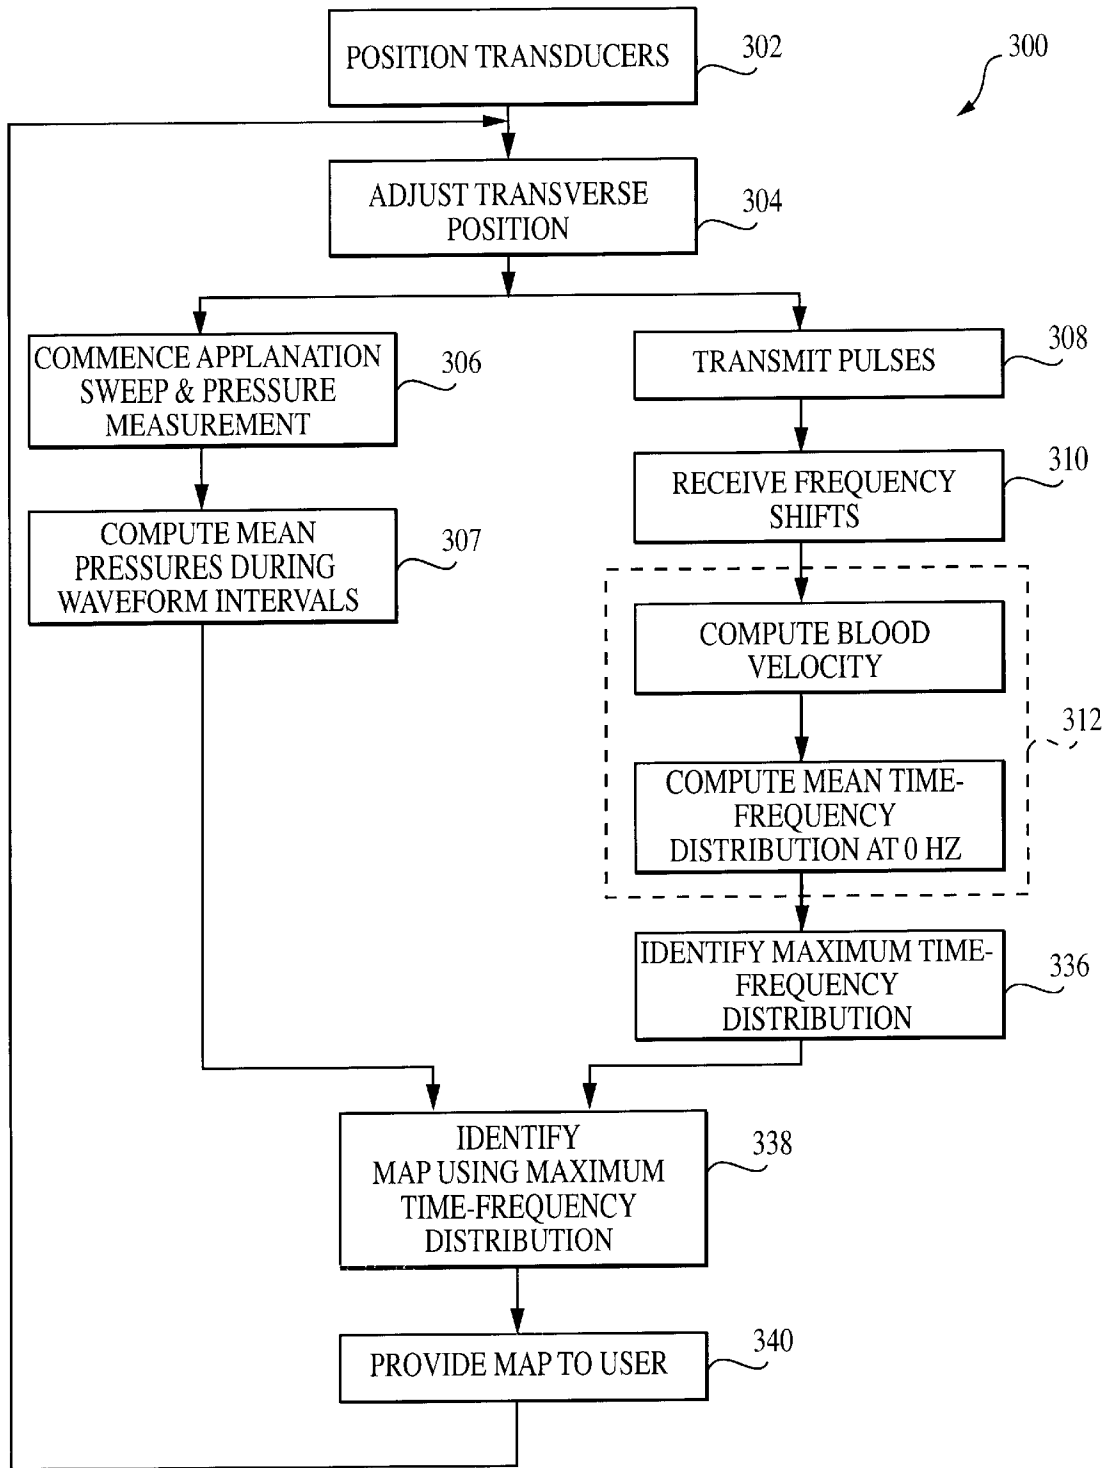 POSITION TRANSDUCERS
302
300
ADJUST TRANSVERSE
POSITION
304
COMMENCE APPLANATION
SWEEP & PRESSURE
MEASUREMENT
306
TRANSMIT PULSES
308
RECEIVE FREQUENCY
SHIFTS
310
COMPUTE MEAN
PRESSURES DURING
WAVEFORM INTERVALS
307
COMPUTE BLOOD
VELOCITY
312
COMPUTE MEAN TIME-
FREQUENCY
DISTRIBUTION AT 0 HZ
IDENTIFY MAXIMUM TIME-
FREQUENCY
DISTRIBUTION
336
IDENTIFY
MAP USING MAXIMUM
TIME-FREQUENCY
DISTRIBUTION
338
PROVIDE MAP TO USER
340